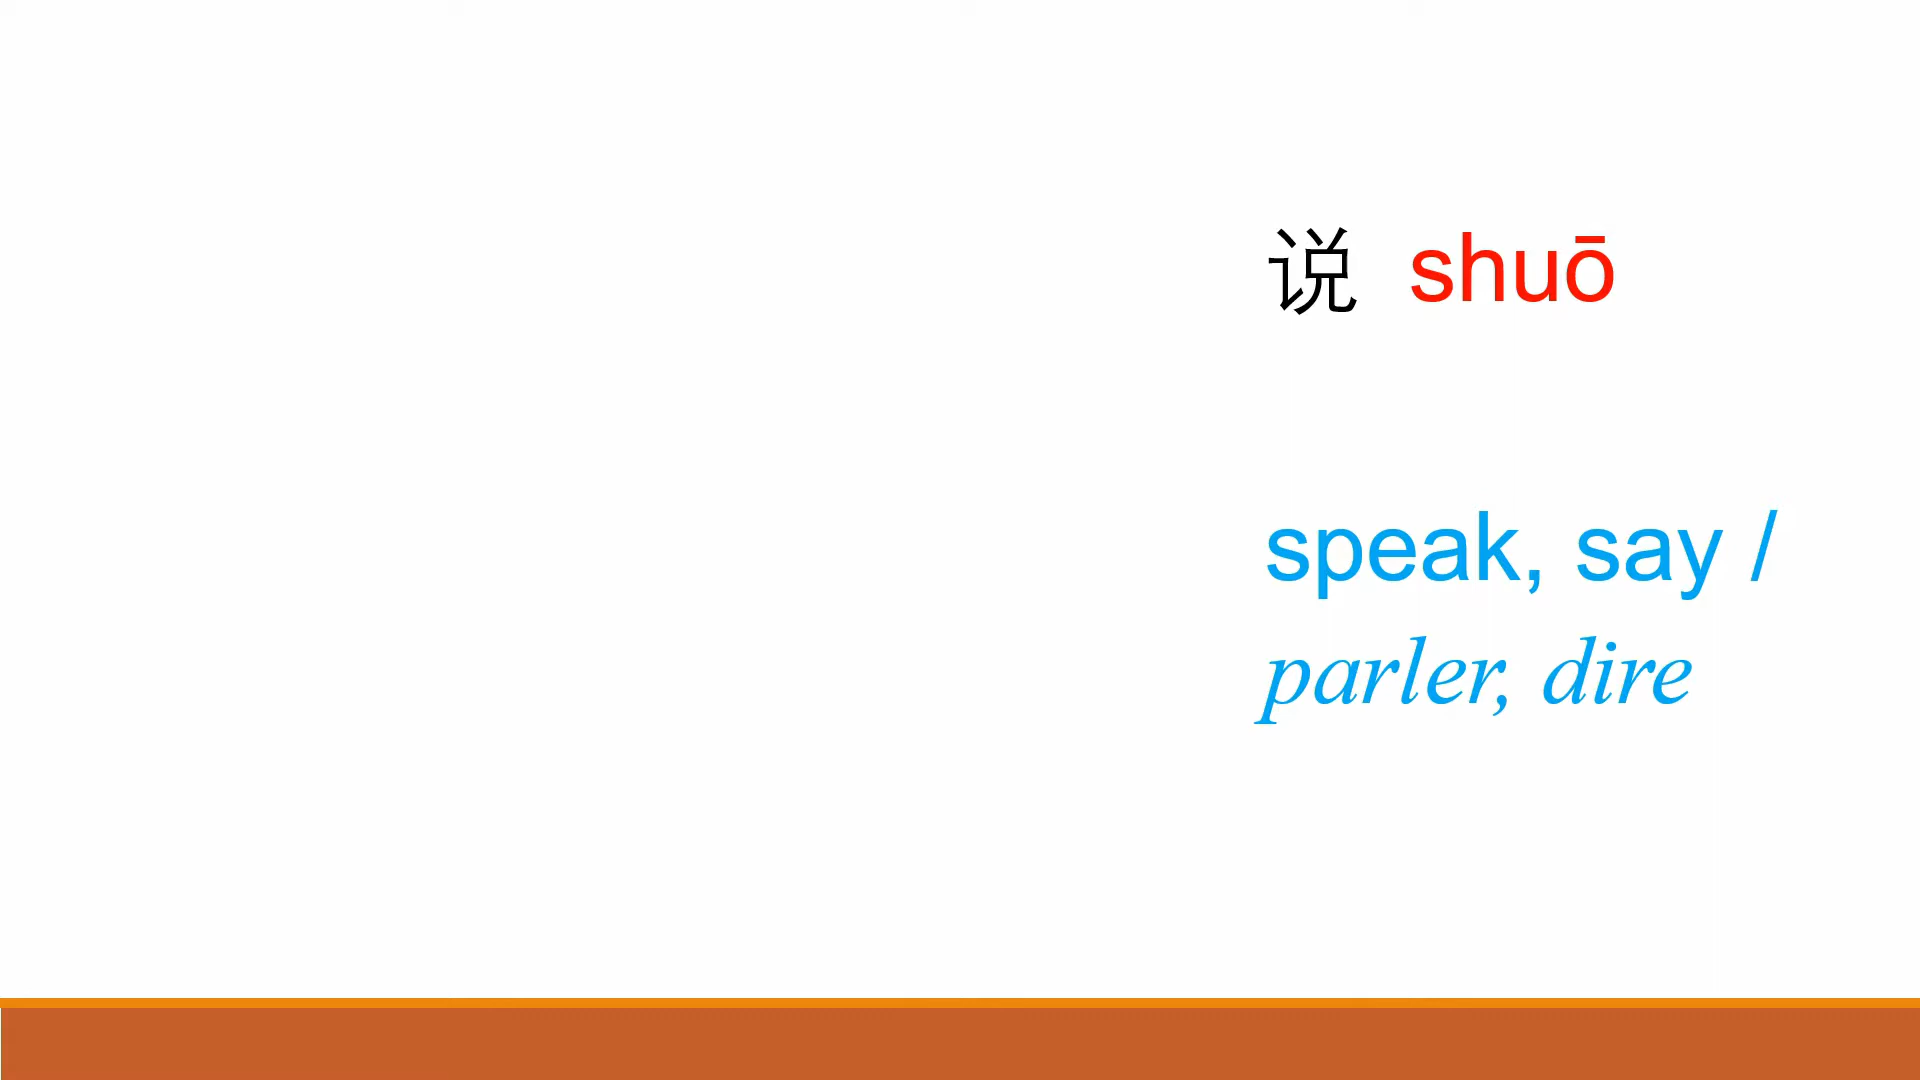 说 shuō
speak, say /
parler, dire